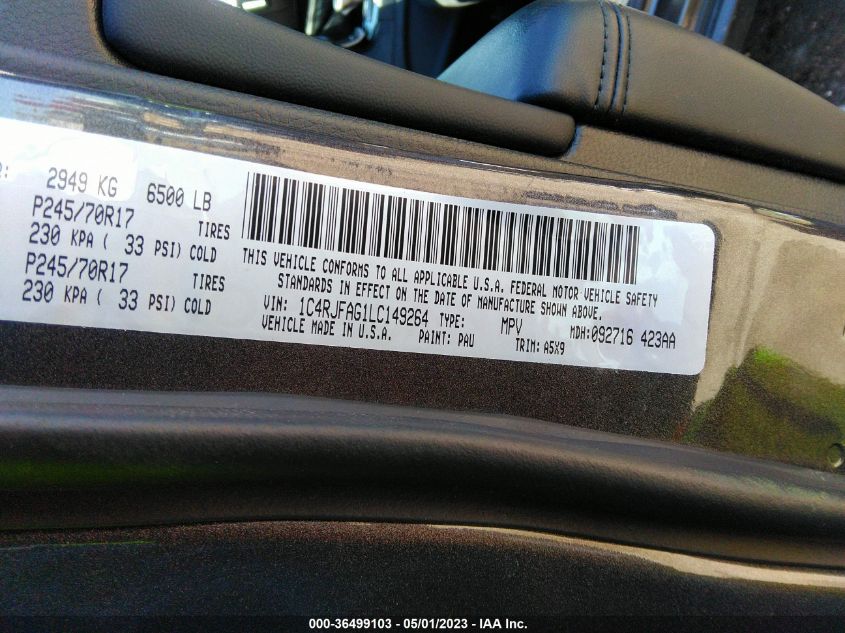 2949 KG 6500 LB
P245/70R17 TIRES
230 KPA ( 33 PSI) COLD
P245/70R17 TIRES
230 KPA ( 33 PSI) COLD
THIS VEHICLE CONFORMS TO ALL APPLICABLE U.S.A. FEDERAL MOTOR VEHICLE SAFETY
STANDARDS IN EFFECT ON THE DATE OF MANUFACTURE SHOWN ABOVE.
VIN: 1C4RJFAG1LC149264 TYPE: MPV MDH:092716 423AA
VEHICLE MADE IN U.S.A. PAINT: PAU TRIM: A5X9
000-36499103 - 05/01/2023 - IAA Inc.